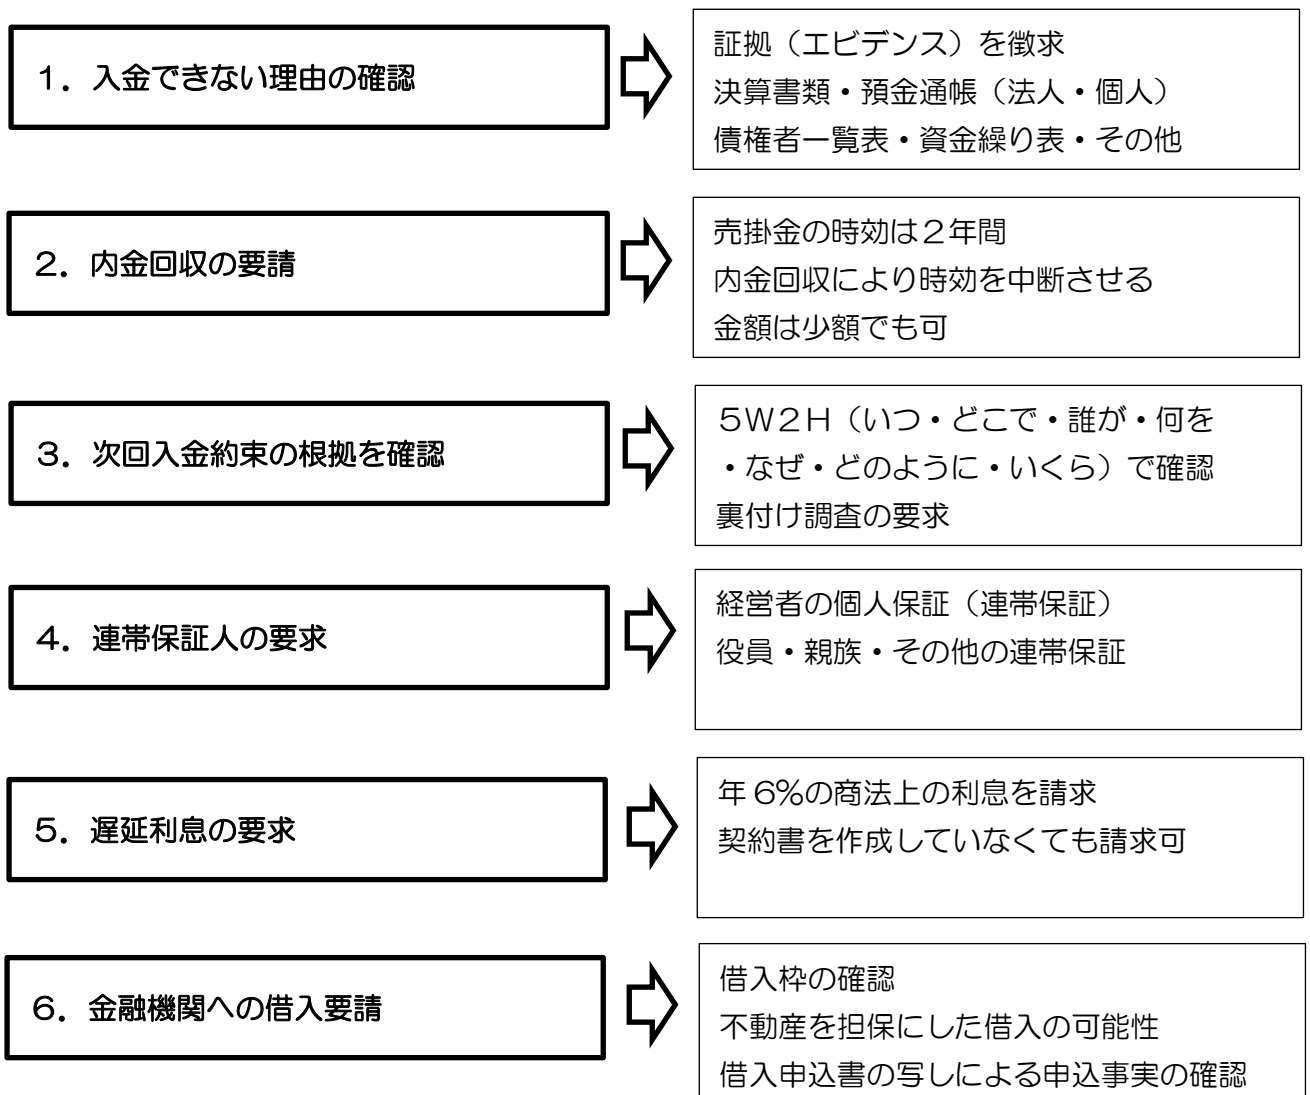 １．入金できない理由の確認
証拠（エビデンス）を徴求
決算書類・預金通帳（法人・個人）
債権者一覧表・資金繰り表・その他
２．内金回収の要請
売掛金の時効は２年間
内金回収により時効を中断させる
金額は少額でも可
３．次回入金約束の根拠を確認
５Ｗ２Ｈ（いつ・どこで・誰が・何を
・なぜ・どのように・いくら）で確認
裏付け調査の要求
４．連帯保証人の要求
経営者の個人保証（連帯保証）
役員・親族・その他の連帯保証
５．遅延利息の要求
年 6%の商法上の利息を請求
契約書を作成していなくても請求可
６．金融機関への借入要請
借入枠の確認
不動産を担保にした借入の可能性
借入申込書の写しによる申込事実の確認